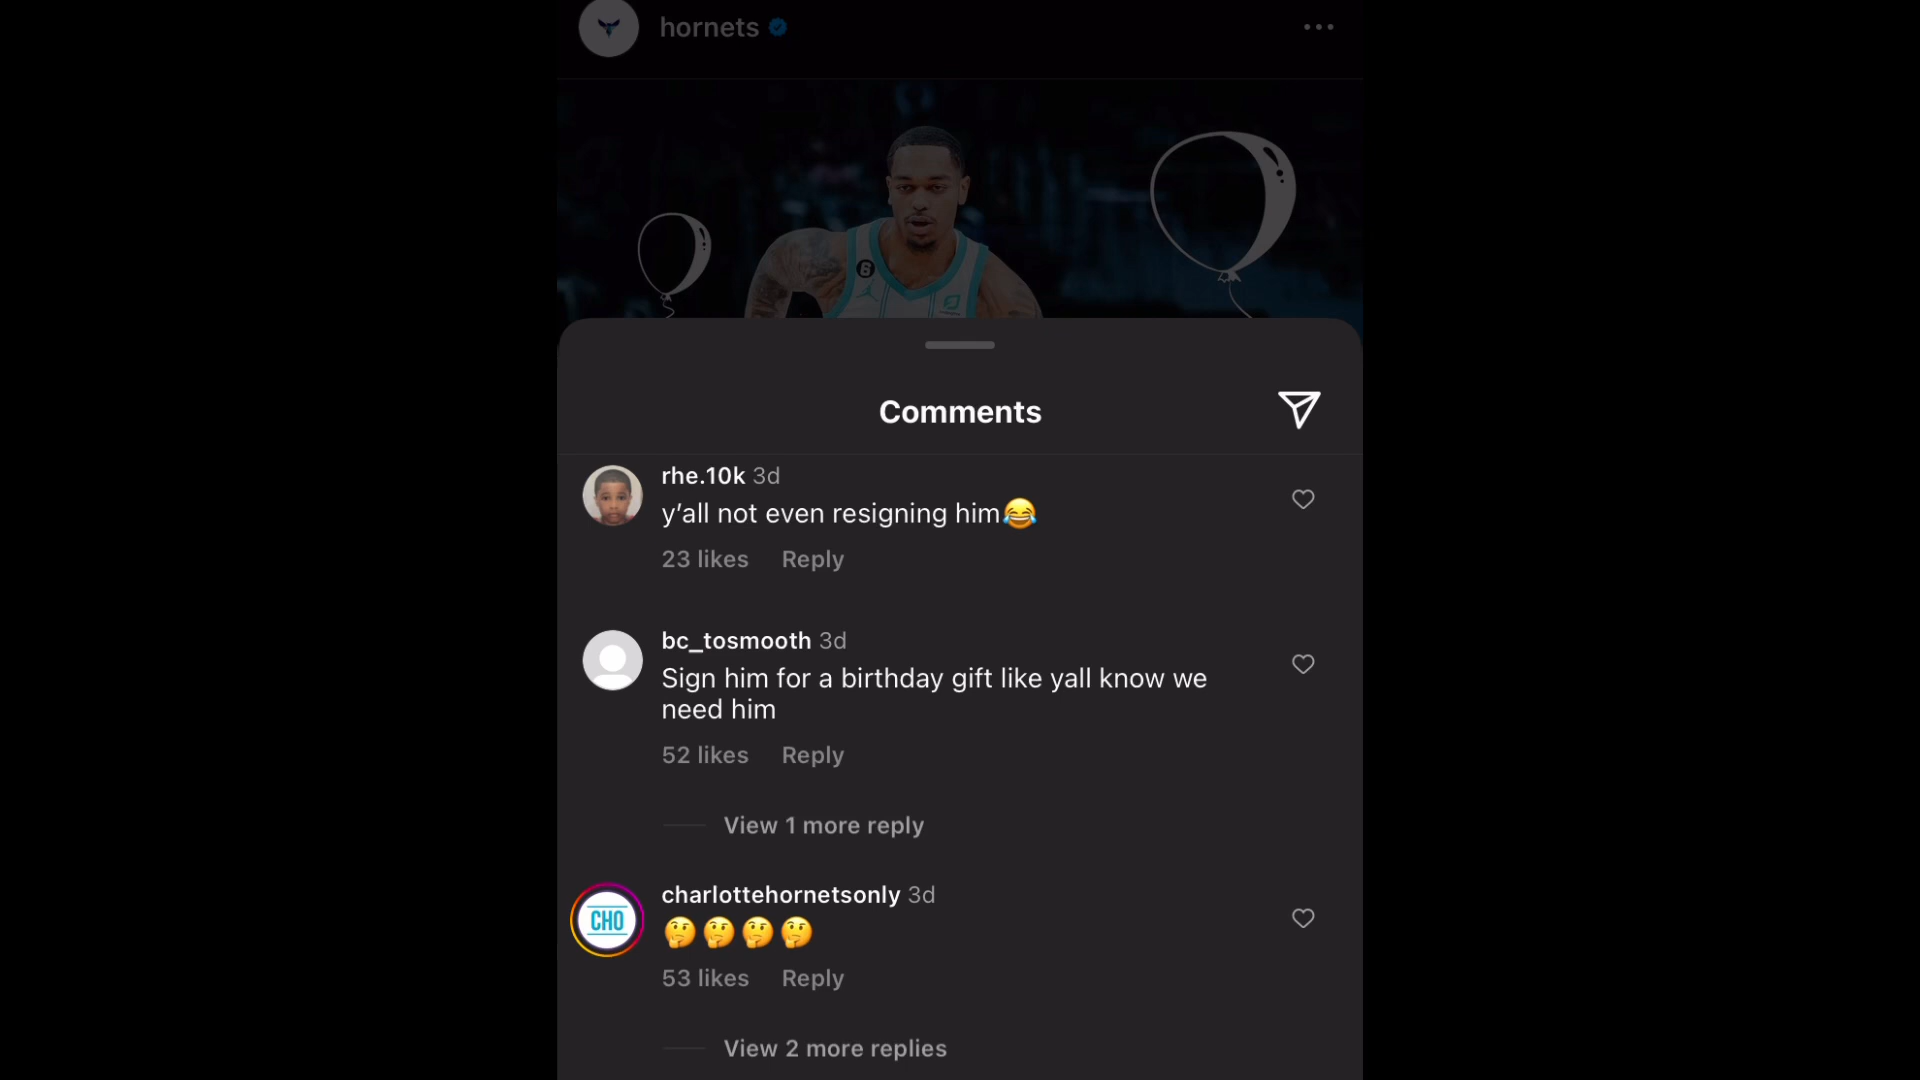 hornets
6
Comments
rhe.10k 3d
y’all not even resigning him😂
23 likes Reply
bc_tosmooth 3d
Sign him for a birthday gift like yall know we
need him
52 likes Reply
View 1 more reply
charlottehornetsonly 3d
CHO
🤔🤔🤔🤔
53 likes Reply
View 2 more replies